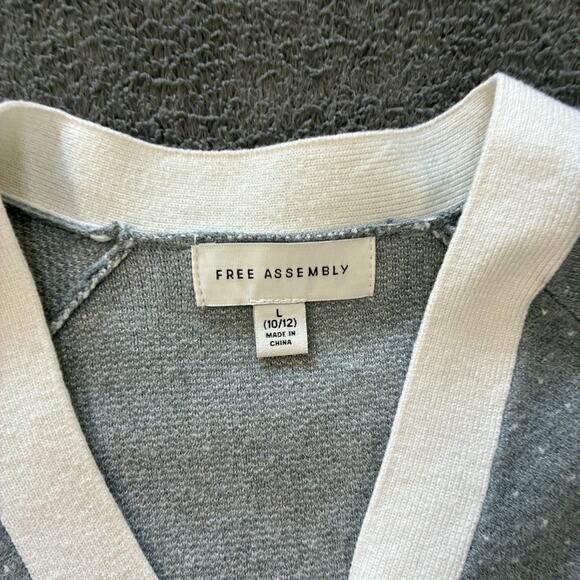 FREE ASSEMBLY
L
(10/12)
MADE IN
CHINA